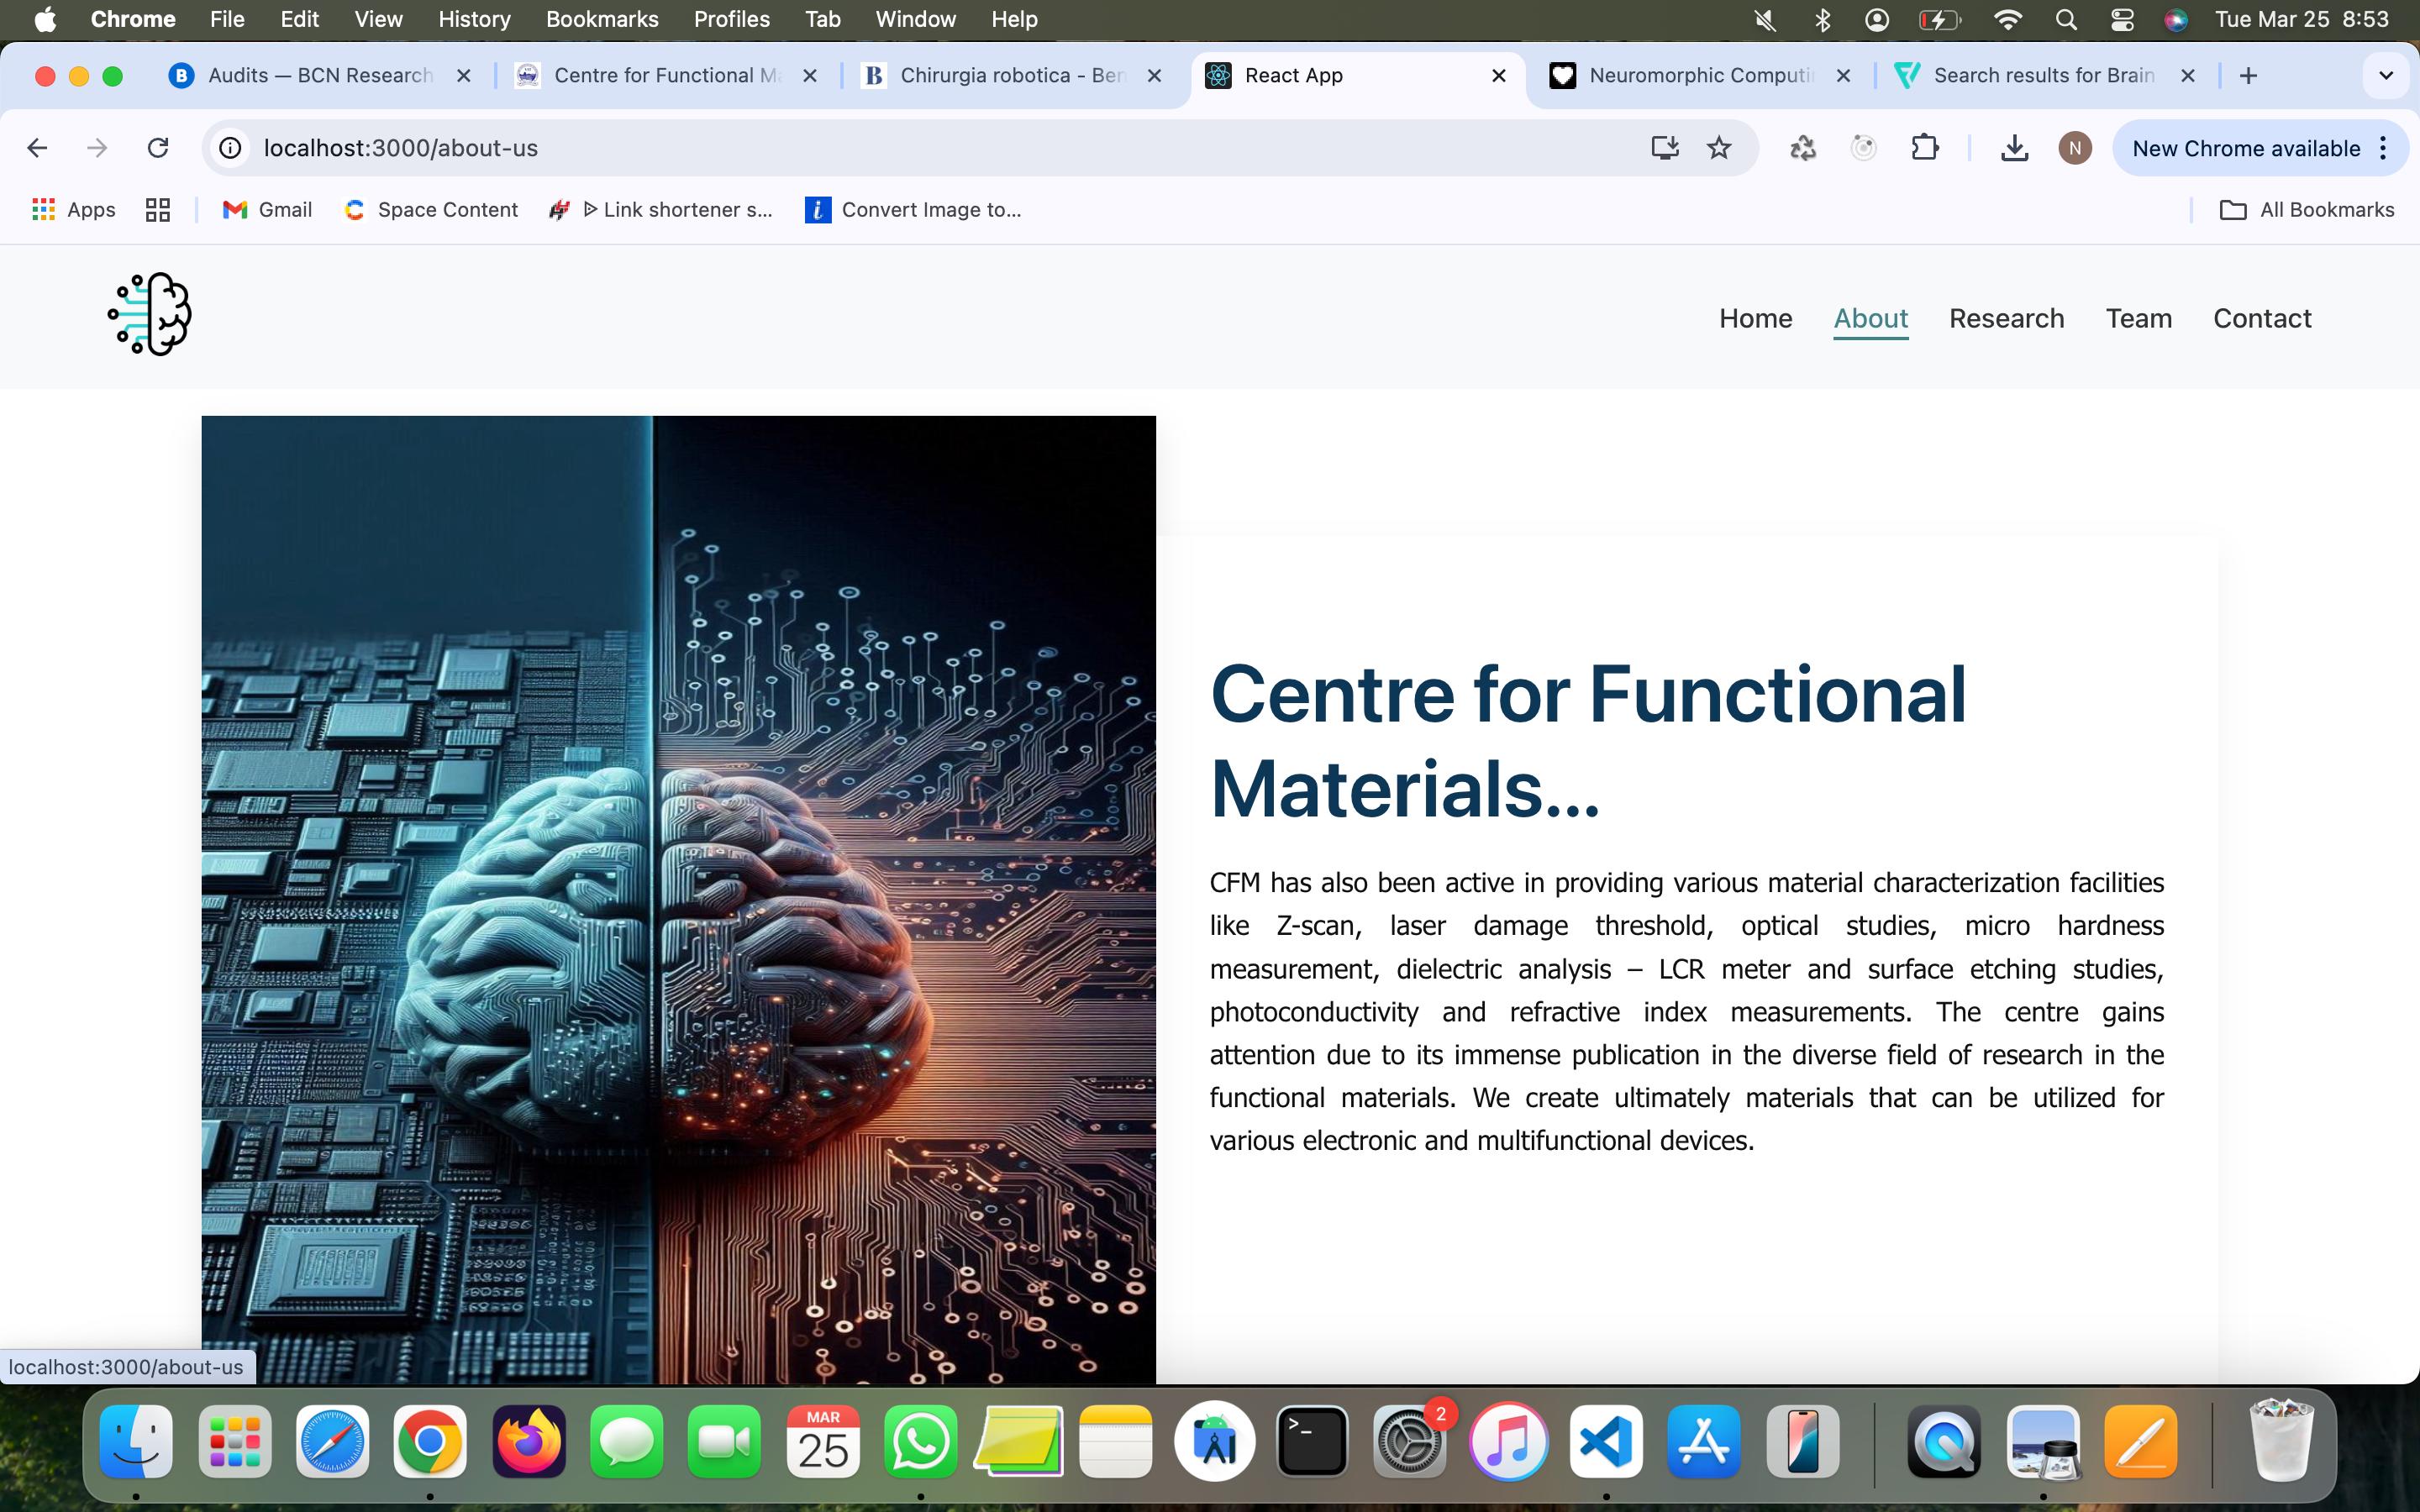 Chrome File Edit View History Bookmarks Profiles Tab Window Help Tue Mar 25 8:53
B Audits — BCN Research Centre for Functional Ma B Chirurgia robotica - Ben React App Neuromorphic Computi Search results for Brain
localhost:3000/about-us N New Chrome available
Apps Gmail Space Content Link shortener s... i Convert Image to... All Bookmarks
Home About Research Team Contact
Centre for Functional
Materials...
CFM has also been active in providing various material characterization facilities
like Z-scan, laser damage threshold, optical studies, micro hardness
measurement, dielectric analysis – LCR meter and surface etching studies,
photoconductivity and refractive index measurements. The centre gains
attention due to its immense publication in the diverse field of research in the
functional materials. We create ultimately materials that can be utilized for
various electronic and multifunctional devices.
localhost:3000/about-us
MAR
25
2